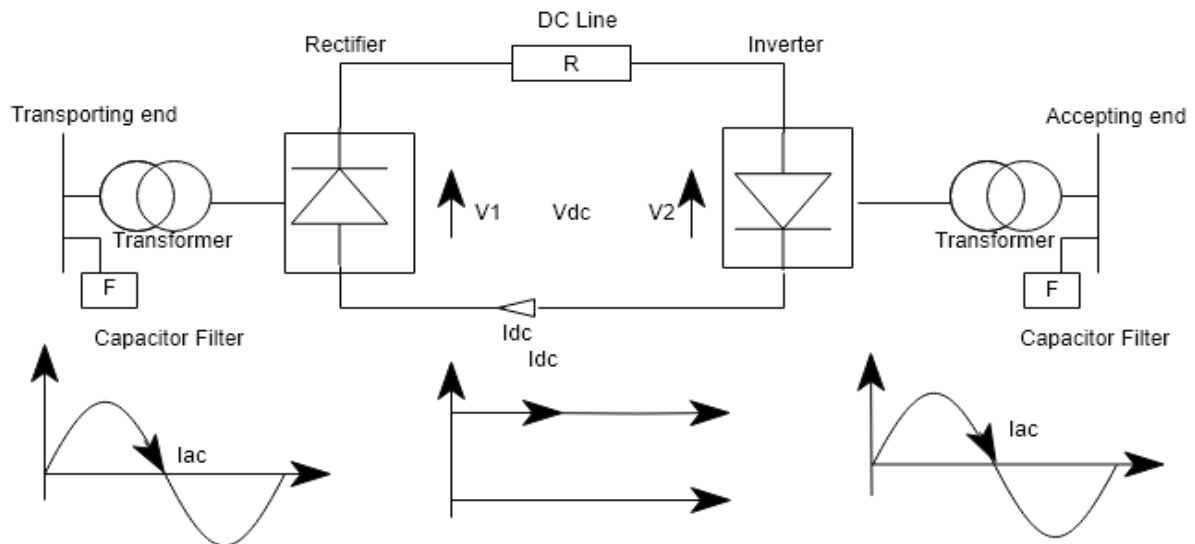 DC Line
Rectifier
R
Inverter
Transporting end
Accepting end
V1
Vdc
V2
Transformer
Transformer
F
F
Idc
Capacitor Filter
Idc
Capacitor Filter
Iac
Iac